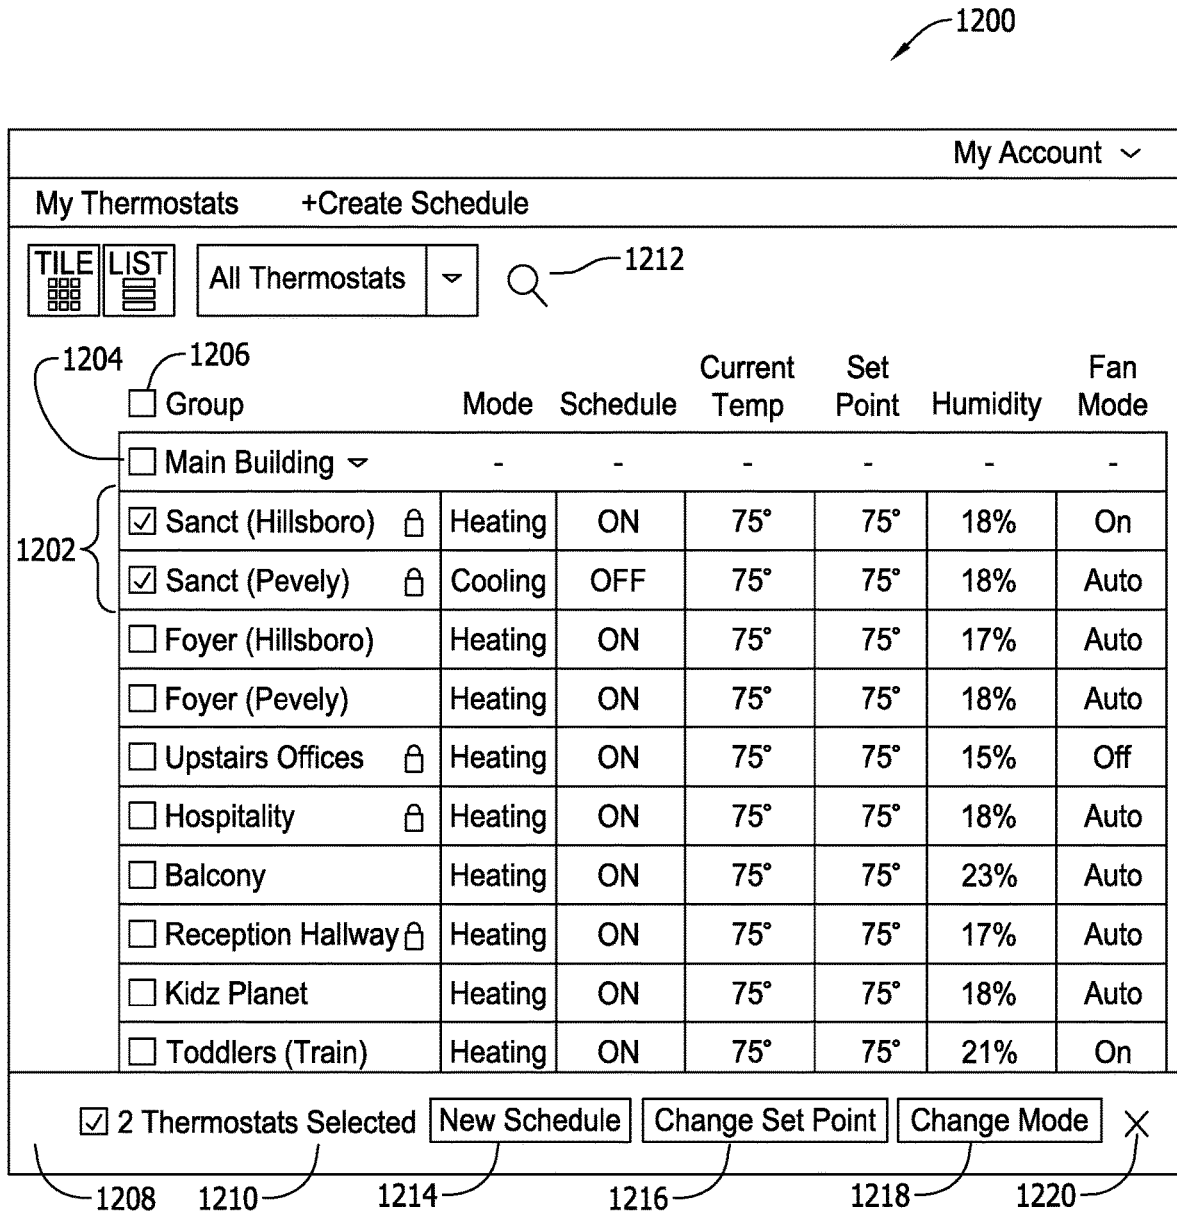 1200
My Account
My Thermostats +Create Schedule
TILE LIST All Thermostats 1212
1204 1206
Group Mode Schedule Current Temp Set Point Humidity Fan Mode
Main Building - - - - - -
1202
Sanct (Hillsboro) Heating ON 75° 75° 18% On
Sanct (Pevely) Cooling OFF 75° 75° 18% Auto
Foyer (Hillsboro) Heating ON 75° 75° 17% Auto
Foyer (Pevely) Heating ON 75° 75° 18% Auto
Upstairs Offices Heating ON 75° 75° 15% Off
Hospitality Heating ON 75° 75° 18% Auto
Balcony Heating ON 75° 75° 23% Auto
Reception Hallway Heating ON 75° 75° 17% Auto
Kidz Planet Heating ON 75° 75° 18% Auto
Toddlers (Train) Heating ON 75° 75° 21% On
2 Thermostats Selected New Schedule Change Set Point Change Mode
1208 1210 1214 1216 1218 1220